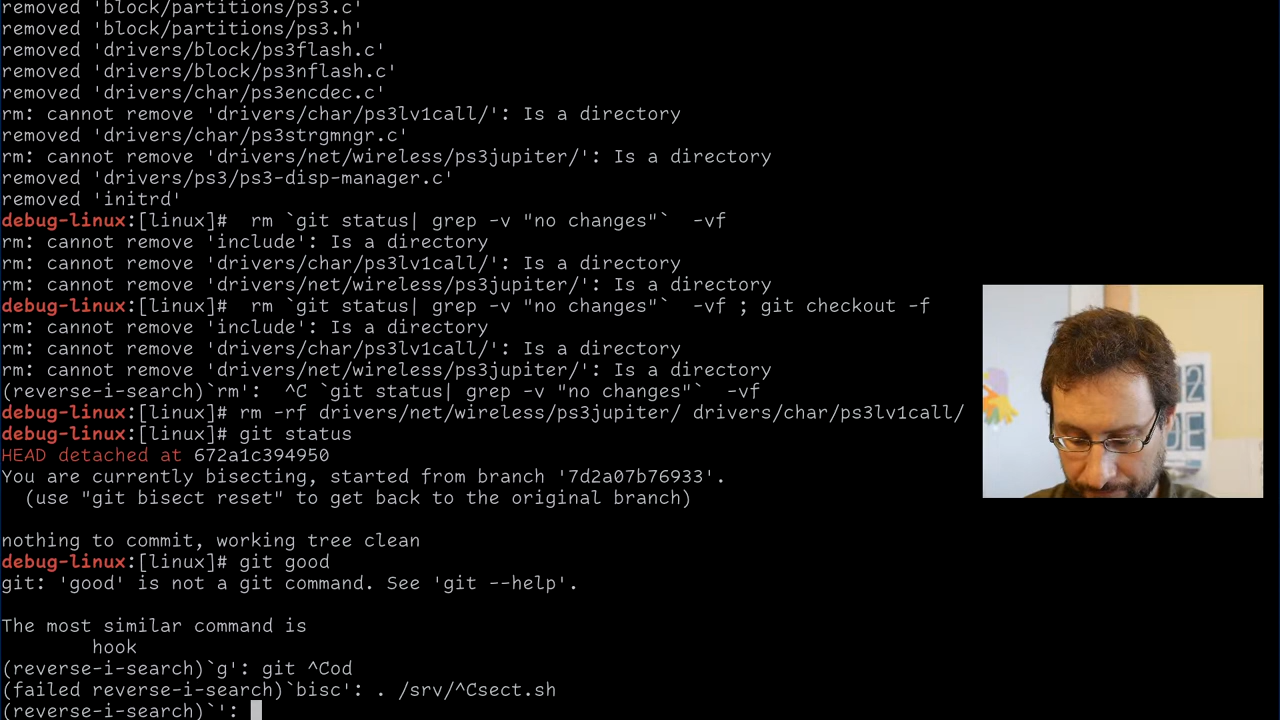 removed 'block/partitions/ps3.c'
removed 'block/partitions/ps3.h'
removed 'drivers/block/ps3flash.c'
removed 'drivers/block/ps3nflash.c'
removed 'drivers/char/ps3encdec.c'
rm: cannot remove 'drivers/char/ps3lv1call/': Is a directory
removed 'drivers/char/ps3strgmngr.c'
rm: cannot remove 'drivers/net/wireless/ps3jupiter/': Is a directory
removed 'drivers/ps3/ps3-disp-manager.c'
removed 'initrd'
debug-linux:[linux]#  rm `git status| grep -v "no changes"`  -vf
rm: cannot remove 'include': Is a directory
rm: cannot remove 'drivers/char/ps3lv1call/': Is a directory
rm: cannot remove 'drivers/net/wireless/ps3jupiter/': Is a directory
debug-linux:[linux]#  rm `git status| grep -v "no changes"`  -vf ; git checkout -f
rm: cannot remove 'include': Is a directory
rm: cannot remove 'drivers/char/ps3lv1call/': Is a directory
rm: cannot remove 'drivers/net/wireless/ps3jupiter/': Is a directory
(reverse-i-search)`rm':  ^C `git status| grep -v "no changes"`  -vf
debug-linux:[linux]# rm -rf drivers/net/wireless/ps3jupiter/ drivers/char/ps3lv1call/
debug-linux:[linux]# git status
HEAD detached at 672a1c394950
You are currently bisecting, started from branch '7d2a07b76933'.
  (use "git bisect reset" to get back to the original branch)
nothing to commit, working tree clean
debug-linux:[linux]# git good
git: 'good' is not a git command. See 'git --help'.
The most similar command is
        hook
(reverse-i-search)`g': git ^Cod
(failed reverse-i-search)`bisc': . /srv/^Csect.sh
(reverse-i-search)`':